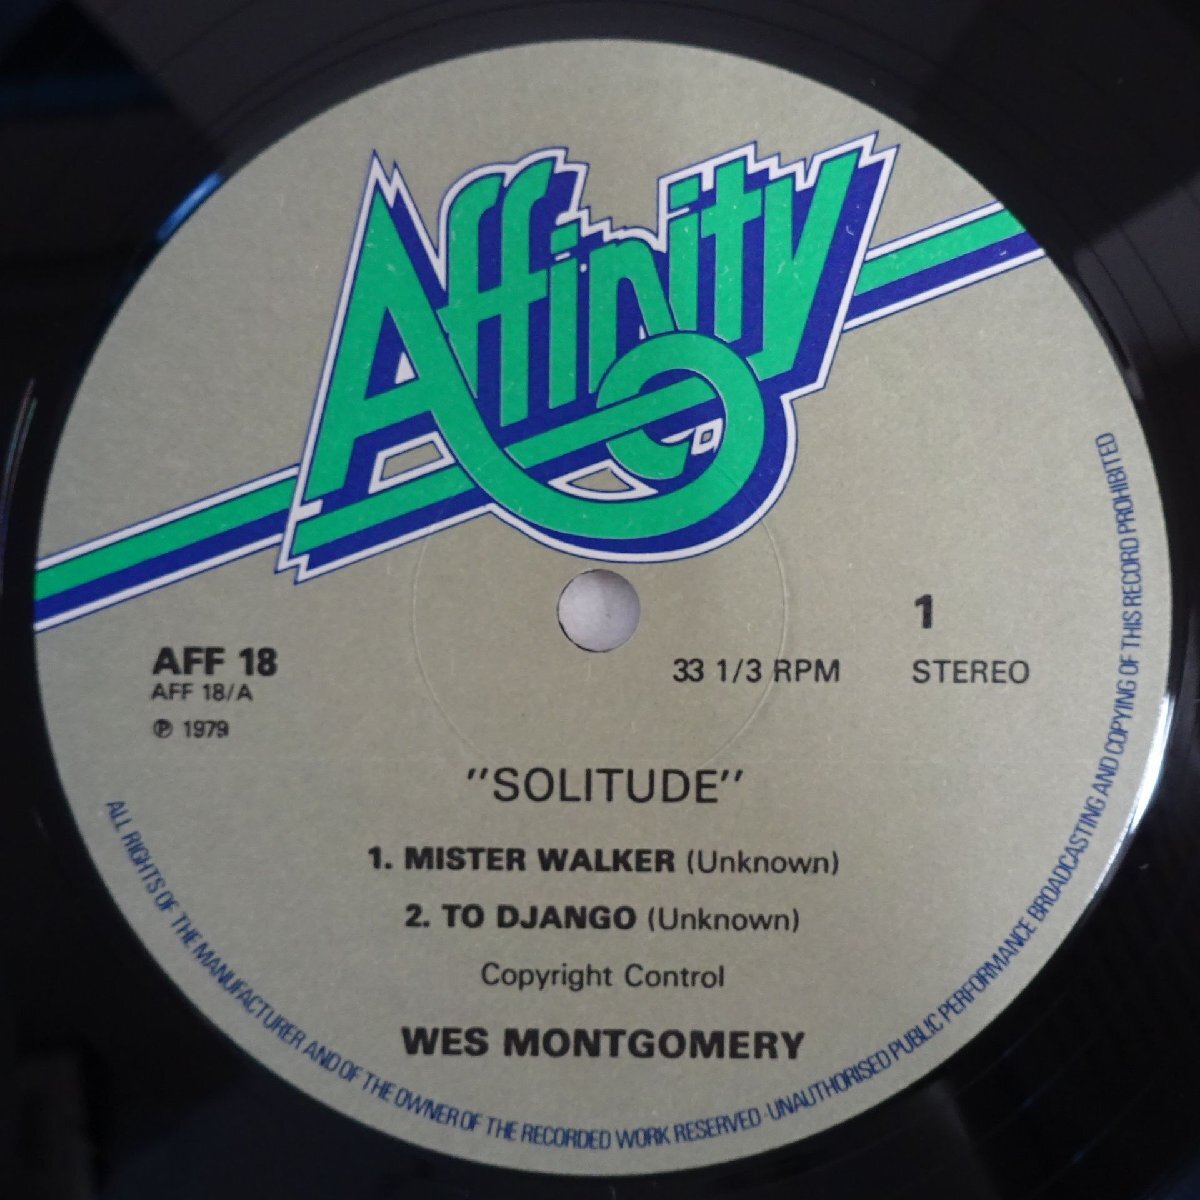 Affinity
AFF 18
AFF 18/A
℗ 1979
33 1/3 RPM
1
STEREO
"SOLITUDE"
1. MISTER WALKER (Unknown)
2. TO DJANGO (Unknown)
Copyright Control
WES MONTGOMERY
ALL RIGHTS OF THE MANUFACTURER AND OF THE OWNER OF THE RECORDED WORK RESERVED · UNAUTHORISED PUBLIC PERFORMANCE BROADCASTING AND COPYING OF THIS RECORD PROHIBITED